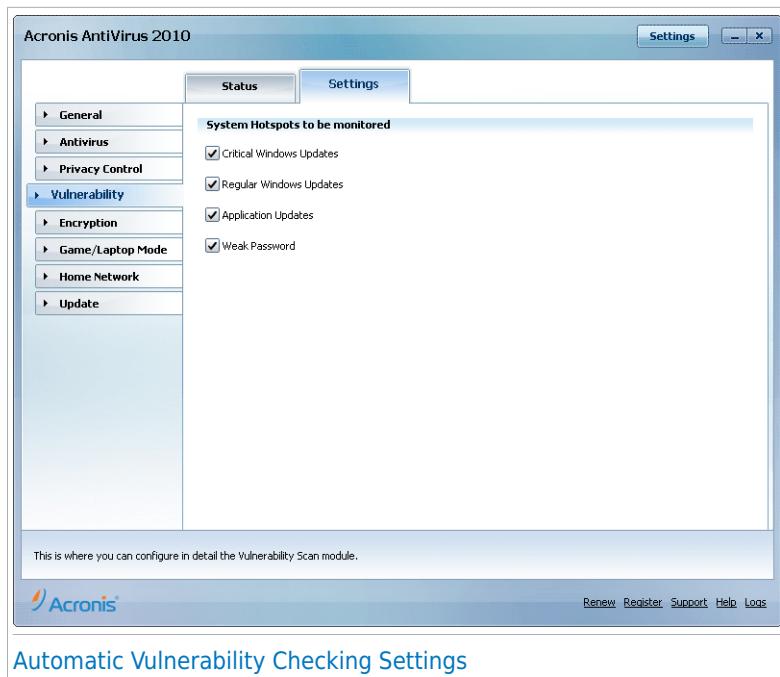 Acronis AntiVirus 2010
Settings
Status
Settings
General
Antivirus
Privacy Control
Vulnerability
Encryption
Game/Laptop Mode
Home Network
Update
System Hotspots to be monitored
Critical Windows Updates
Regular Windows Updates
Application Updates
Weak Password
This is where you can configure in detail the Vulnerability Scan module.
Acronis
Renew Register Support Help Logs
Automatic Vulnerability Checking Settings